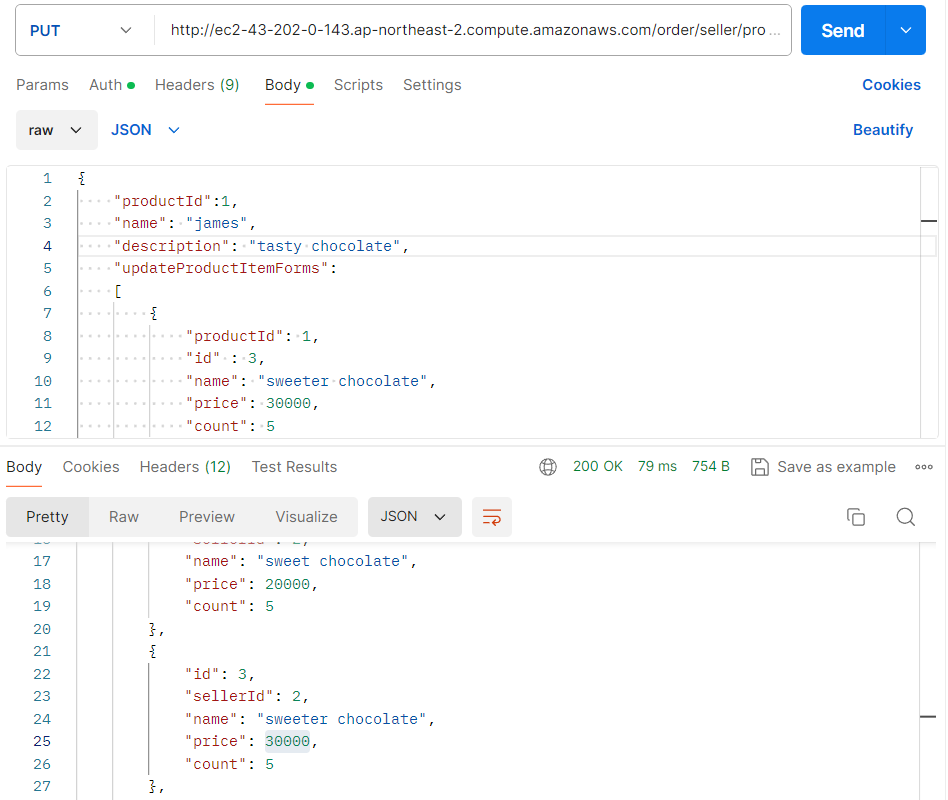 PUT http://ec2-43-202-0-143.ap-northeast-2.compute.amazonaws.com/order/seller/pro ... Send
Params Auth Headers (9) Body Scripts Settings Cookies
raw JSON Beautify
1 {
2 "productId":1,
3 "name": "james",
4 "description": "tasty chocolate",
5 "updateProductItemForms":
6 [
7 {
8 "productId": 1,
9 "id" : 3,
10 "name": "sweeter chocolate",
11 "price": 30000,
12 "count": 5
Body Cookies Headers (12) Test Results 200 OK 79 ms 754 B Save as example
Pretty Raw Preview Visualize JSON
16 "sellerId": 2,
17 "name": "sweet chocolate",
18 "price": 20000,
19 "count": 5
20 },
21 {
22 "id": 3,
23 "sellerId": 2,
24 "name": "sweeter chocolate",
25 "price": 30000,
26 "count": 5
27 },